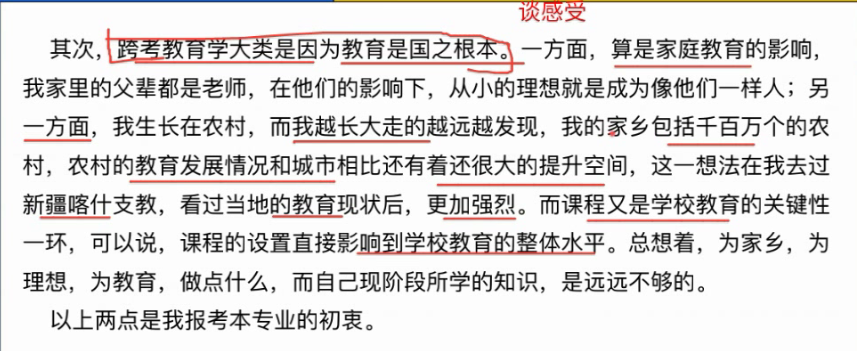 谈感受
其次，跨考教育学大类是因为教育是国之根本。一方面，算是家庭教育的影响，
我家里的父辈都是老师，在他们的影响下，从小的理想就是成为像他们一样人；另
一方面，我生长在农村，而我越长大走的越远越发现，我的家乡包括千百万个的农
村，农村的教育发展情况和城市相比还有着还很大的提升空间，这一想法在我去过
新疆喀什支教，看过当地的教育现状后，更加强烈。而课程又是学校教育的关键性
一环，可以说，课程的设置直接影响到学校教育的整体水平。总想着，为家乡，为
理想，为教育，做点什么，而自己现阶段所学的知识，是远远不够的。
以上两点是我报考本专业的初衷。